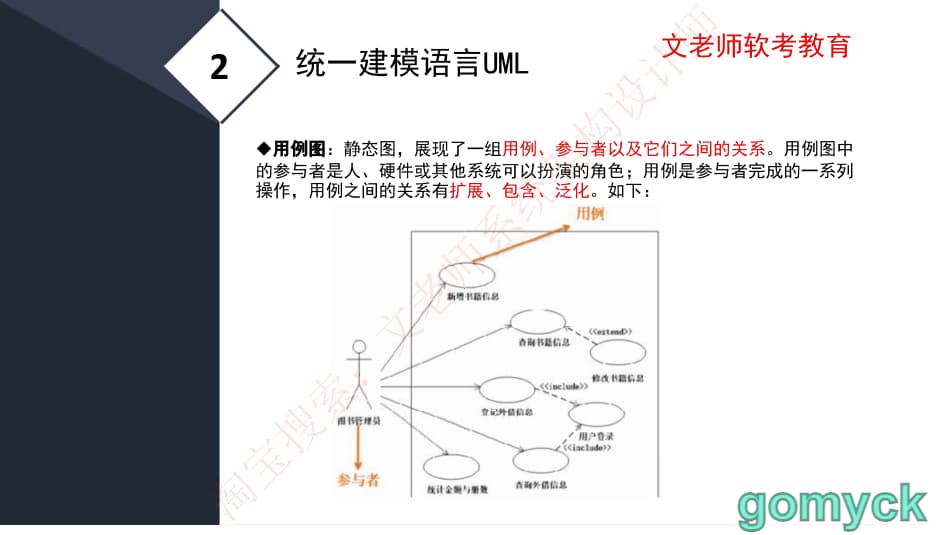 2
统一建模语言UML
文老师软考教育
◆用例图：静态图，展现了一组用例、参与者以及它们之间的关系。用例图中
的参与者是人、硬件或其他系统可以扮演的角色；用例是参与者完成的一系列
操作，用例之间的关系有扩展、包含、泛化。如下：
用例
新增书籍信息
<<extend>>
查询书籍信息
修改书籍信息
<<include>>
登记外借信息
图书管理员
用户登录
<<include>>
参与者
统计金额与册数
查询外借信息
淘宝搜索：文老师系统架构设计师
gomyck